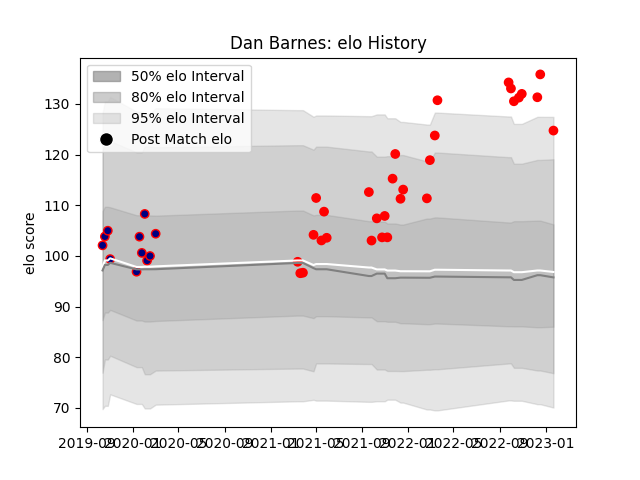 Dan Barnes: elo History
50% elo Interval
80% elo Interval
95% elo Interval
Post Match elo
elo score
130
120
110
100
90
80
70
2019-09 2020-01 2020-05 2020-09 2021-01 2021-05 2021-09 2022-01 2022-05 2022-09 2023-01